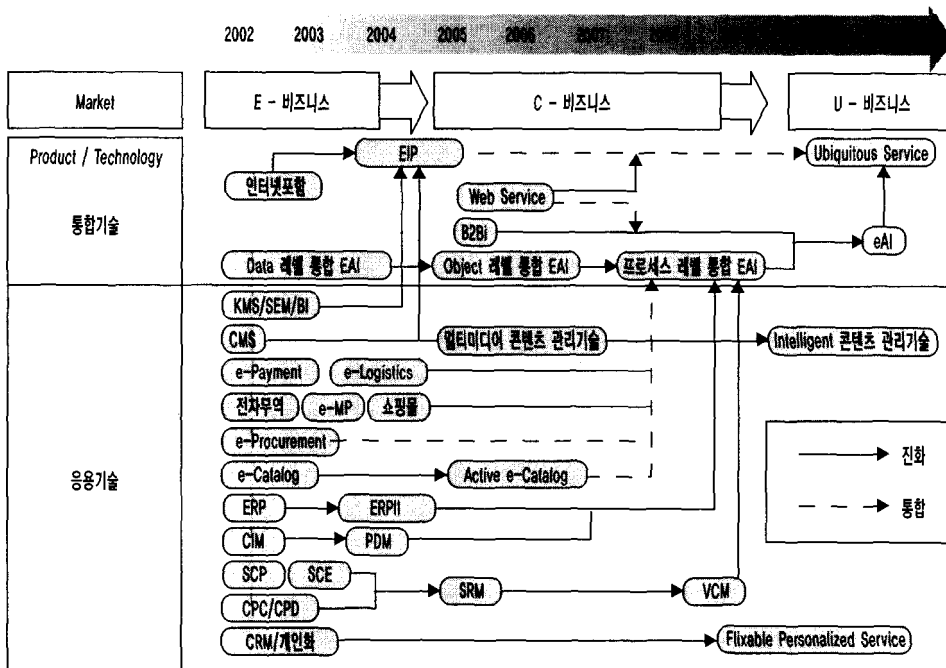 2002 2003 2004 2005 2006 2007
Market
E - 비즈니스
C - 비즈니스
U - 비즈니스
Product / Technology
통합기술
EIP
Ubiquitous Service
인터넷포함
Web Service
B2Bi
eAI
Data 레벨 통합 EAI
Object 레벨 통합 EAI
프로세스 레벨 통합 EAI
응용기술
KMS/SEM/BI
CMS
멀티미디어 콘텐츠 관리기술
Intelligent 콘텐츠 관리기술
e-Payment
e-Logistics
전자무역
e-MP
쇼핑몰
e-Procurement
e-Catalog
Active e-Catalog
ERP
ERPII
CIM
PDM
SCP
SCE
SRM
VCM
CPC/CPD
CRM/개인화
Flixable Personalized Service
진화
통합